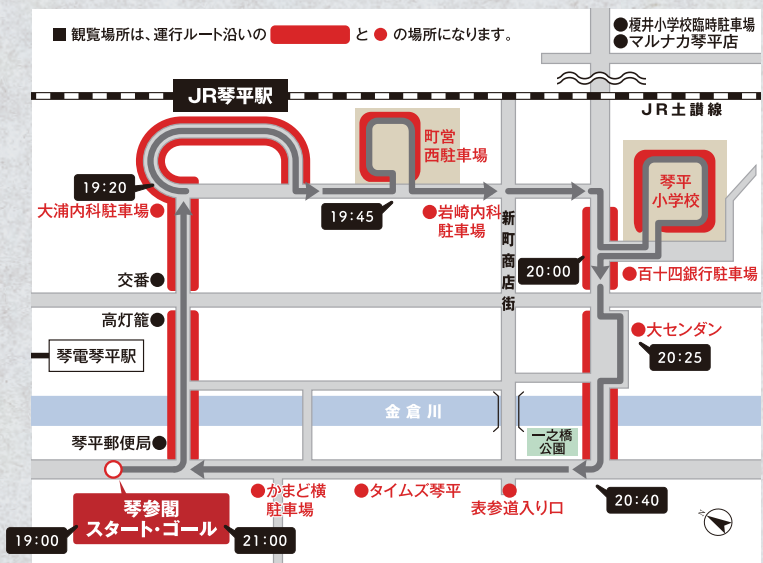 ■ 観覧場所は、運行ルート沿いの と ● の場所になります。
●榎井小学校臨時駐車場
●マルナカ琴平店
JR琴平駅
JR土讃線
町営
西駐車場
琴平
小学校
19:20
大浦内科駐車場●
19:45
●岩崎内科
駐車場
新町商店街
20:00
●百十四銀行駐車場
交番●
高灯籠●
琴電琴平駅
●大センダン
20:25
金倉川
一之橋
公園
琴平郵便局●
20:40
●かまど横
駐車場
●タイムズ琴平
●
表参道入り口
琴参閣
スタート・ゴール
19:00
21:00
N